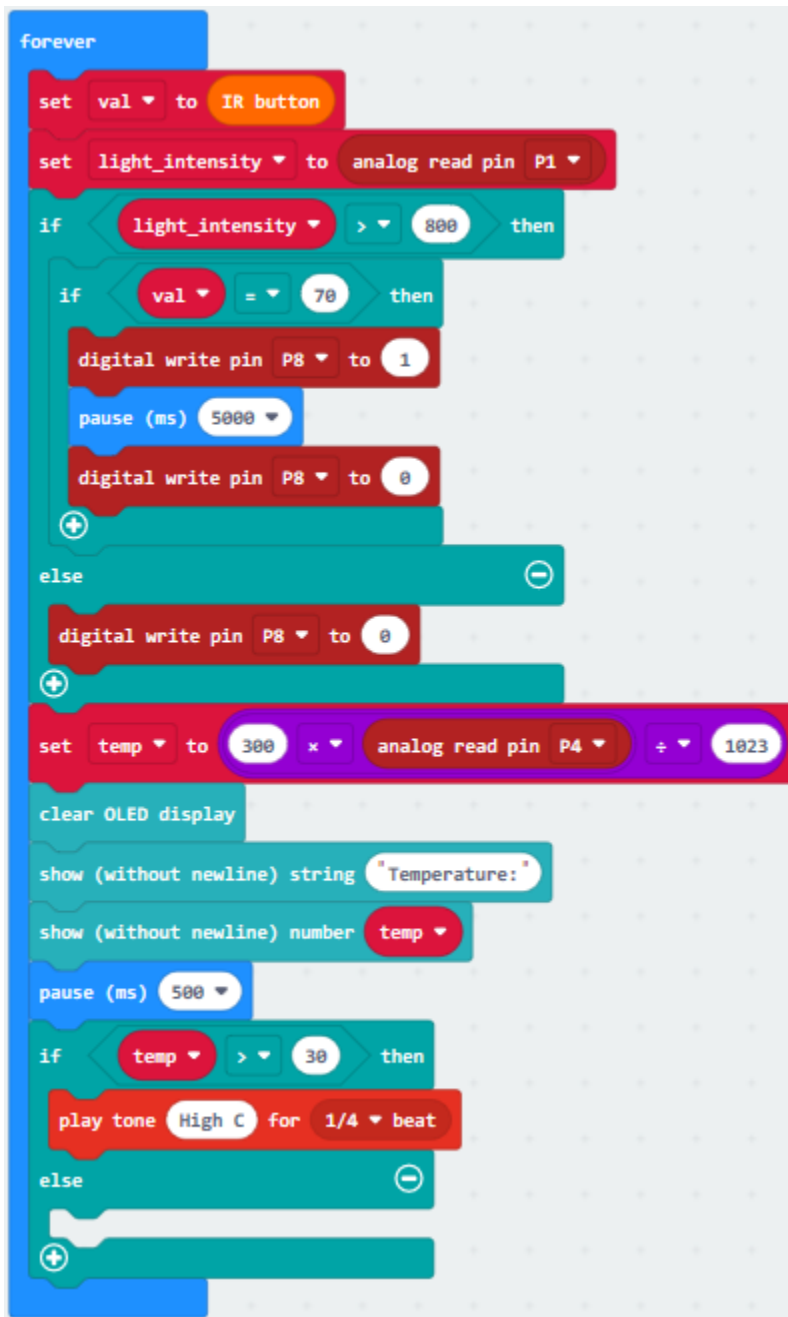 forever
set val to IR button
set light_intensity to analog read pin P1
if light_intensity > 800 then
if val = 70 then
digital write pin P8 to 1
pause (ms) 5000
digital write pin P8 to 0
else
digital write pin P8 to 0
set temp to 300 × analog read pin P4 ÷ 1023
clear OLED display
show (without newline) string "Temperature:"
show (without newline) number temp
pause (ms) 500
if temp > 30 then
play tone High C for 1/4 beat
else